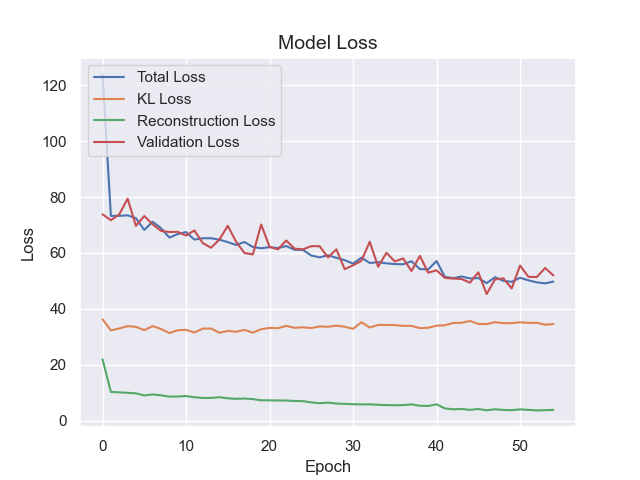 Model Loss
Total Loss
KL Loss
Reconstruction Loss
Validation Loss
Loss
120
100
80
60
40
20
0
0 10 20 30 40 50
Epoch